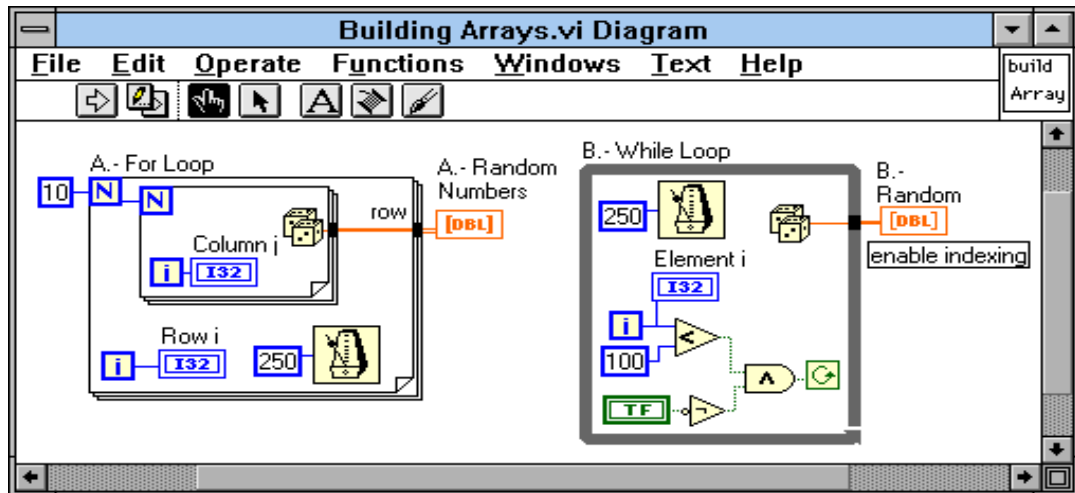 Building Arrays.vi Diagram
File Edit Operate Functions Windows Text Help
build
Array
A
A.- For Loop
10
N
N
Column j
i
I32
row
Row i
i
I32
250
A.- Random
Numbers
[DBL]
B.- While Loop
250
Element i
I32
i
<
100
TF
¬
∧
B.-
Random
[DBL]
enable indexing